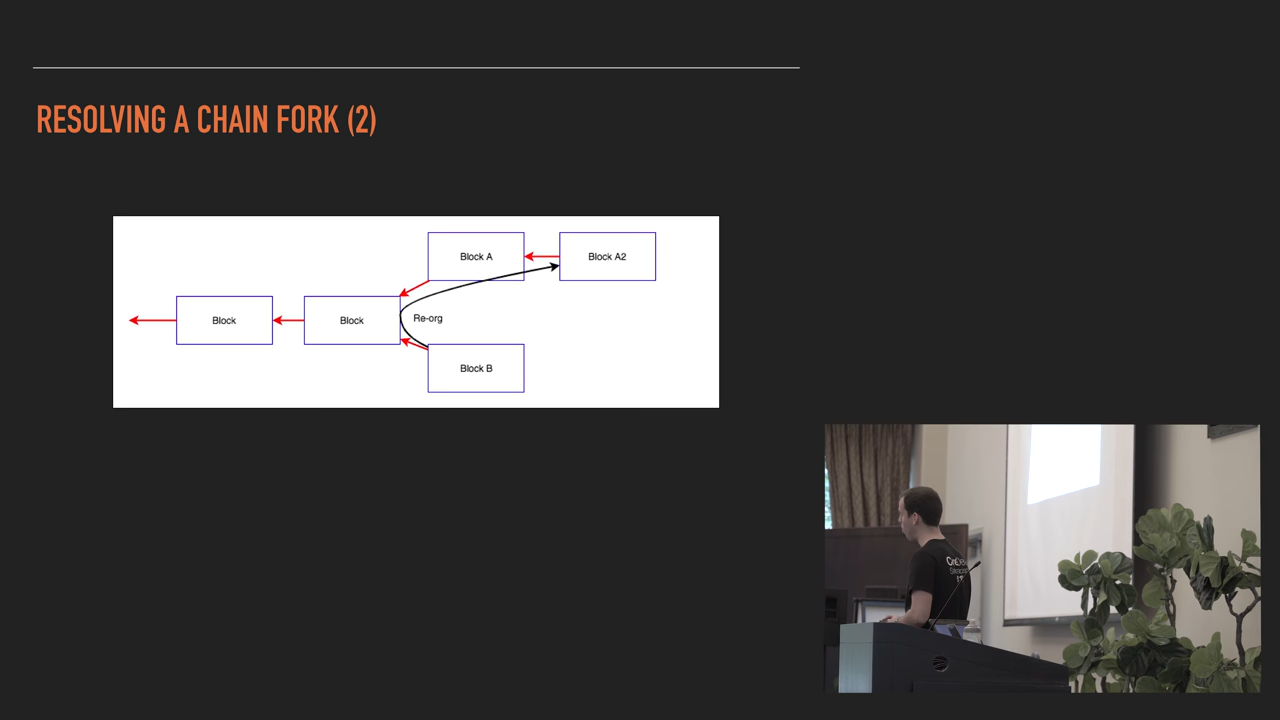 RESOLVING A CHAIN FORK (2)
Block A
Block A2
Block
Block
Re-org
Block B